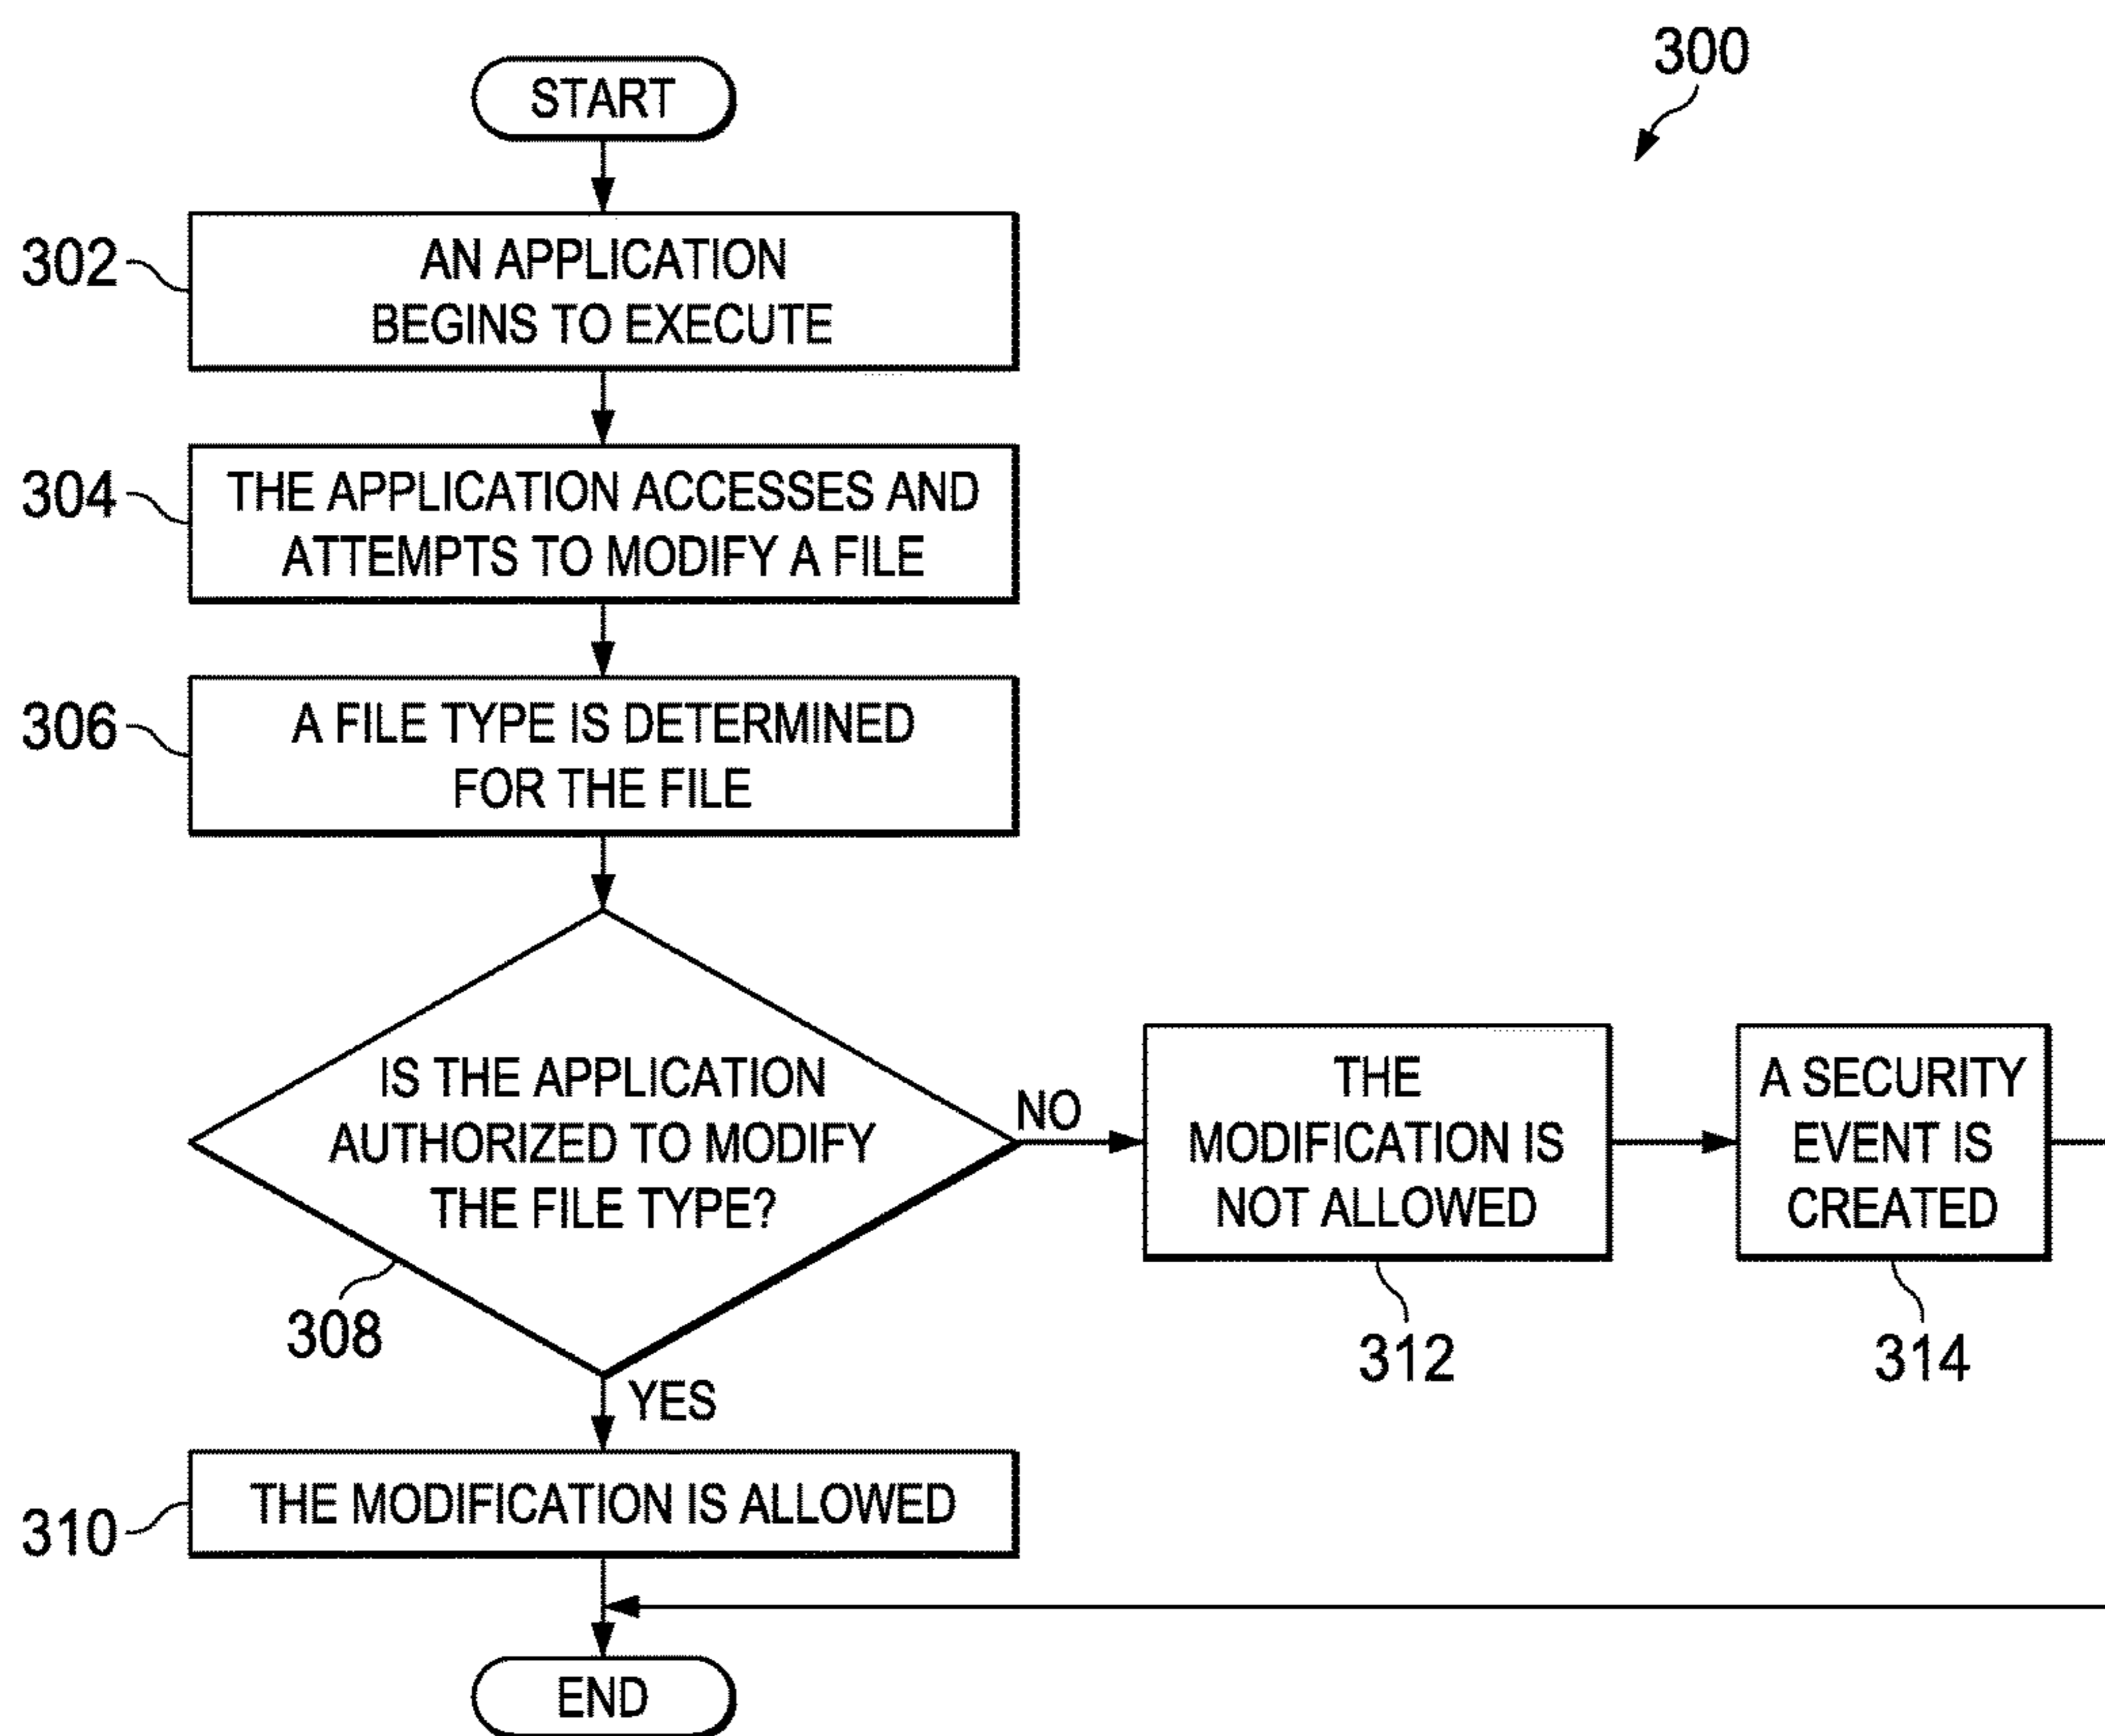 300
START
302
AN APPLICATION
BEGINS TO EXECUTE
304
THE APPLICATION ACCESSES AND
ATTEMPTS TO MODIFY A FILE
306
A FILE TYPE IS DETERMINED
FOR THE FILE
IS THE APPLICATION
AUTHORIZED TO MODIFY
THE FILE TYPE?
308
NO
THE
MODIFICATION IS
NOT ALLOWED
312
A SECURITY
EVENT IS
CREATED
314
YES
310
THE MODIFICATION IS ALLOWED
END